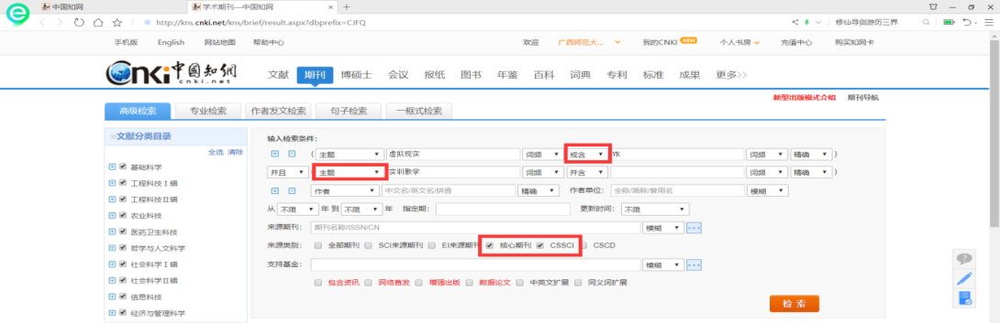 中国知网 学术期刊—中国知网
http://kns.cnki.net/kns/brief/result.aspx?dbprefix=CJFQ 修仙寻剑游历三界
手机版 English 网站地图 帮助中心 欢迎 广西师范大... 我的CNKI NEW 个人书房 充值中心 购买知网卡
Cnki 中国知网 cnki.net 文献 期刊 博硕士 会议 报纸 图书 年鉴 百科 词典 专利 标准 成果 更多>>
新型出版模式介绍 期刊导航
高级检索 专业检索 作者发文检索 句子检索 一框式检索
文献分类目录
全选 清除
基础科学
工程科技Ⅰ辑
工程科技Ⅱ辑
农业科技
医药卫生科技
哲学与人文科学
社会科学Ⅰ辑
社会科学Ⅱ辑
信息科技
经济与管理科学
输入检索条件：
( 主题 虚拟现实 词频 或含 VR 词频 精确 )
并且 主题 实训教学 词频 并含 词频 精确 )
作者 中文名/英文名/拼音 精确 作者单位： 全称/简称/曾用名 模糊
从 不限 年 到 不限 年 指定期： 更新时间： 不限
来源期刊： 期刊名称/ISSN/CN 模糊 ...
来源类别： 全部期刊 SCI来源期刊 EI来源期刊 核心期刊 CSSCI CSCD
支持基金： 模糊 ...
包含资讯 网络首发 增强出版 数据论文 中英文扩展 同义词扩展
检索